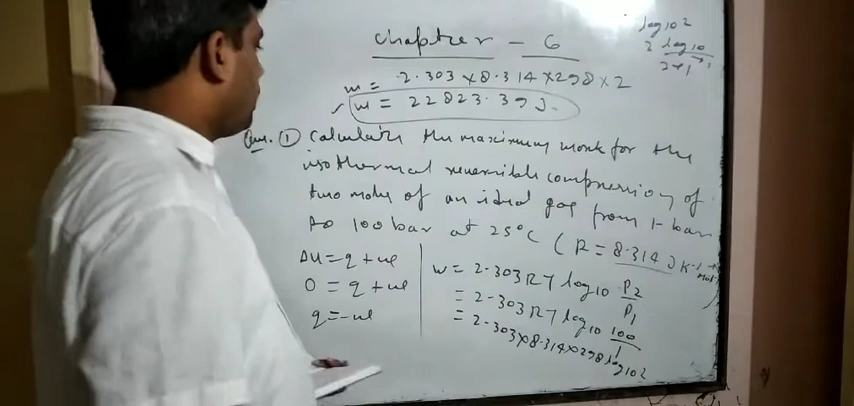 Chapter - 6
w = 2.303 x 8.314 x 298 x 2
w = 22823.39 J.
Ques. ① Calculate the maximum work for the
isothermal reversible compression of
two moles of an ideal gas from 1 bar
to 100 bar at 25°C (R = 8.314 J K-1
ΔU = q + w
0 = q + w
q = -w
w = 2.303 RT log10 P2/P1
= 2.303 RT log10 100/1
= 2.303 x 8.314 x 298 log10 2
log10 2
2 log10
2 x 1